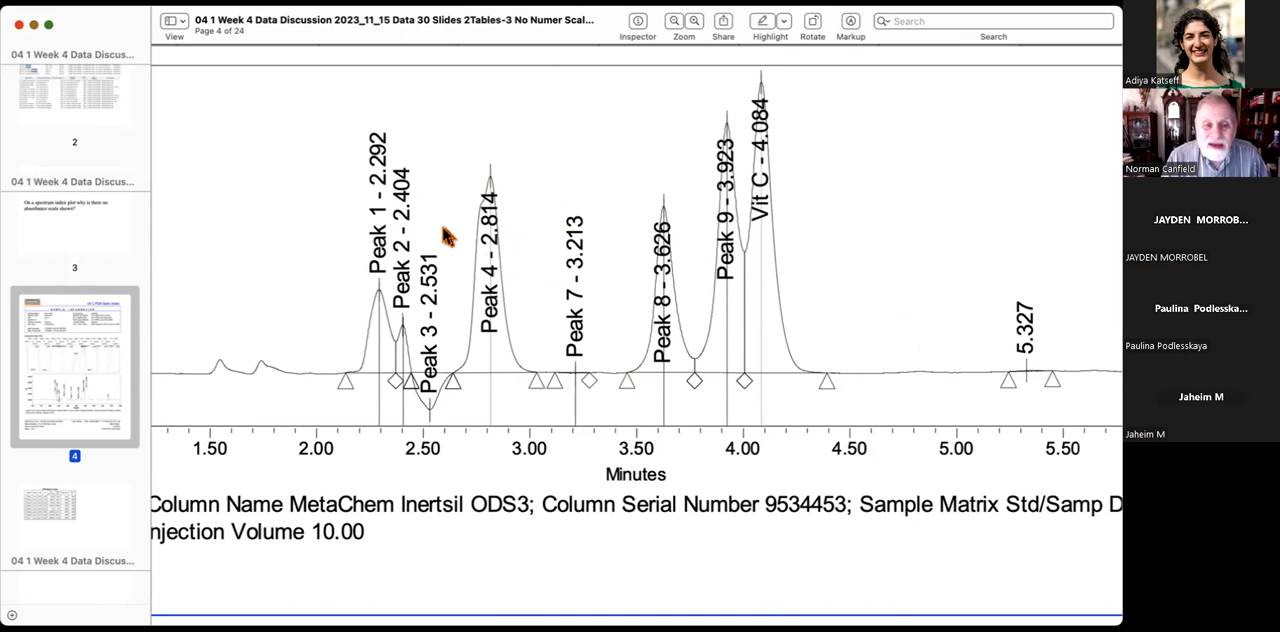 04 1 Week 4 Data Discussion 2023_11_15 Data 30 Slides 2Tables-3 No Numer Scal...
Page 4 of 24
View
Inspector
Zoom
Share
Highlight
Rotate
Markup
Search
Search
04 1 Week 4 Data Discus...
2
04 1 Week 4 Data Discus...
On a spectrum index plot why is there no
absorbance scale shown?
3
4
04 1 Week 4 Data Discus...
Peak 1 - 2.292
Peak 2 - 2.404
Peak 3 - 2.531
Peak 4 - 2.814
Peak 7 - 3.213
Peak 8 - 3.626
Peak 9 - 3.923
Vit C - 4.084
5.327
1.50 2.00 2.50 3.00 3.50 4.00 4.50 5.00 5.50
Minutes
Column Name MetaChem Inertsil ODS3; Column Serial Number 9534453; Sample Matrix Std/Samp D
njection Volume 10.00
Adiya Katseff
Norman Canfield
JAYDEN MORROB...
JAYDEN MORROBEL
Paulina Podlesska...
Paulina Podlesskaya
Jaheim M
Jaheim M